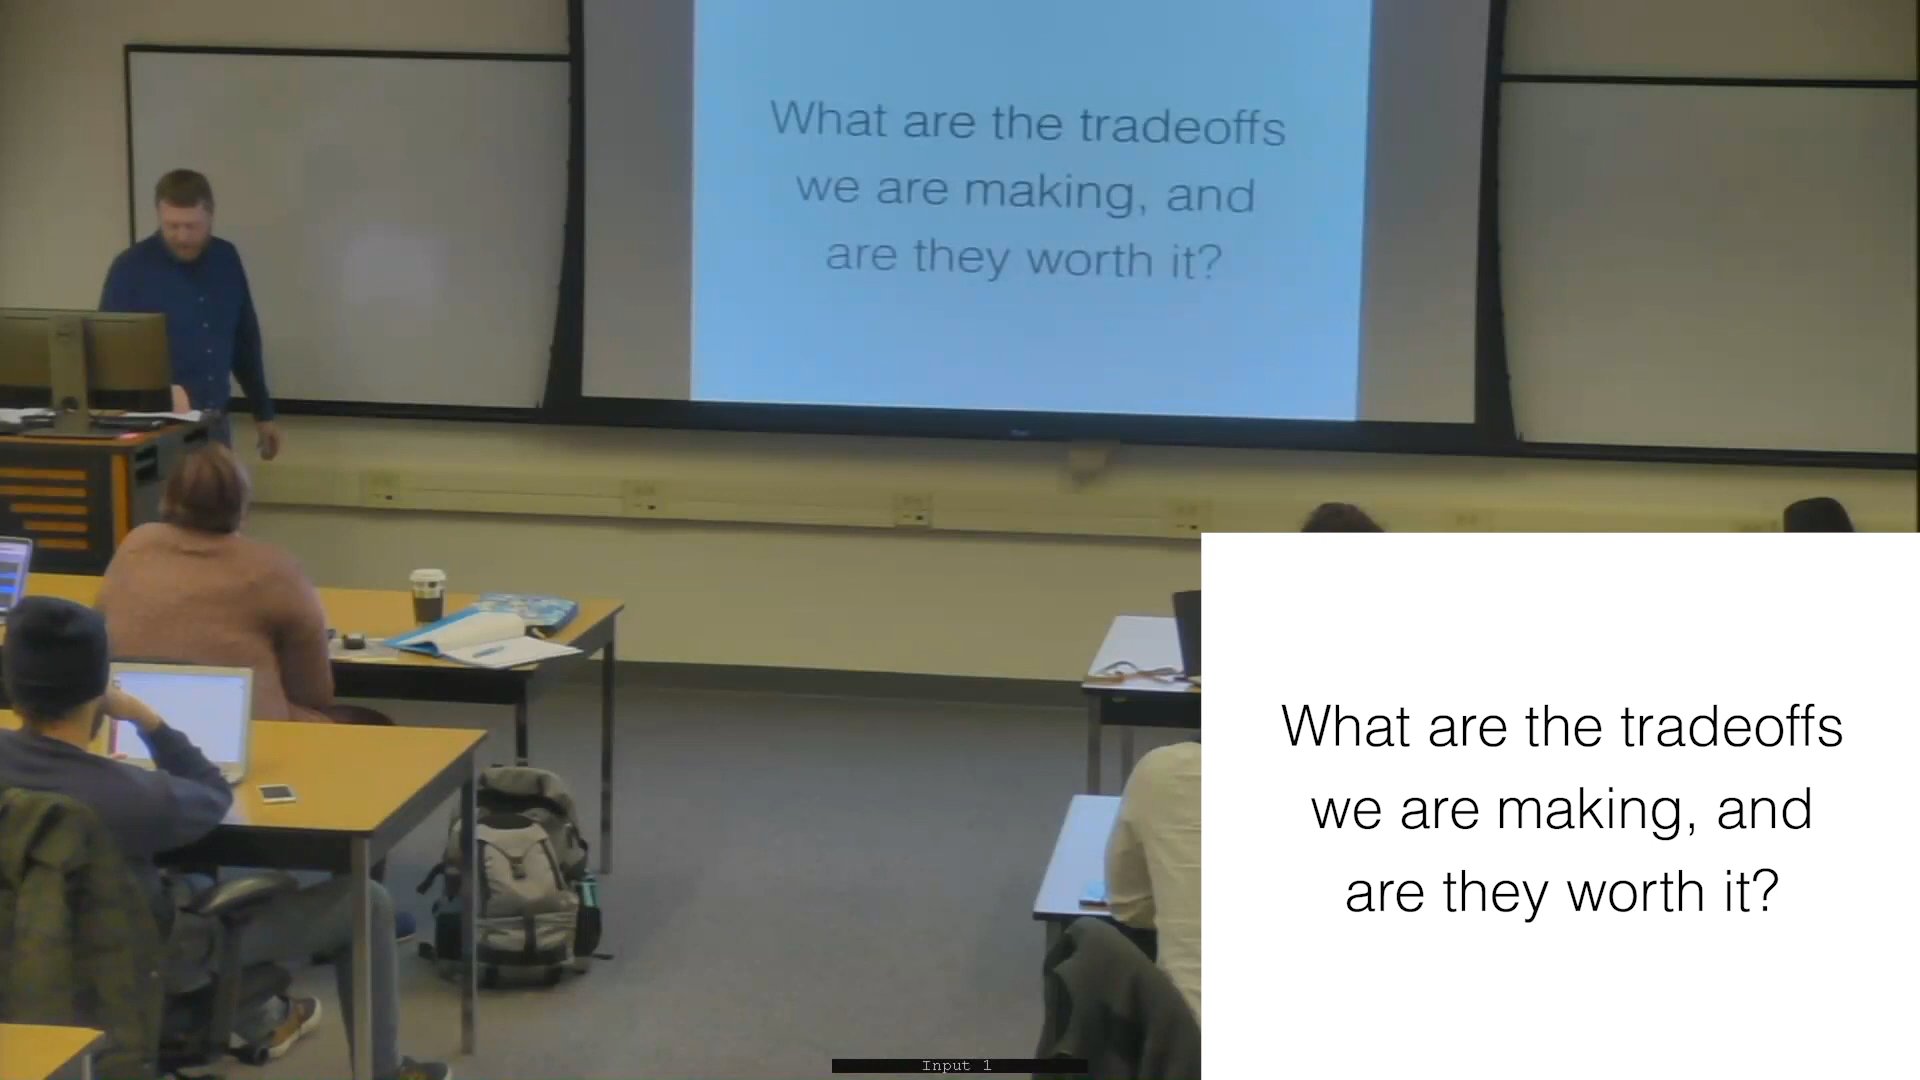 What are the tradeoffs
we are making, and
are they worth it?
What are the tradeoffs
we are making, and
are they worth it?
Input 1